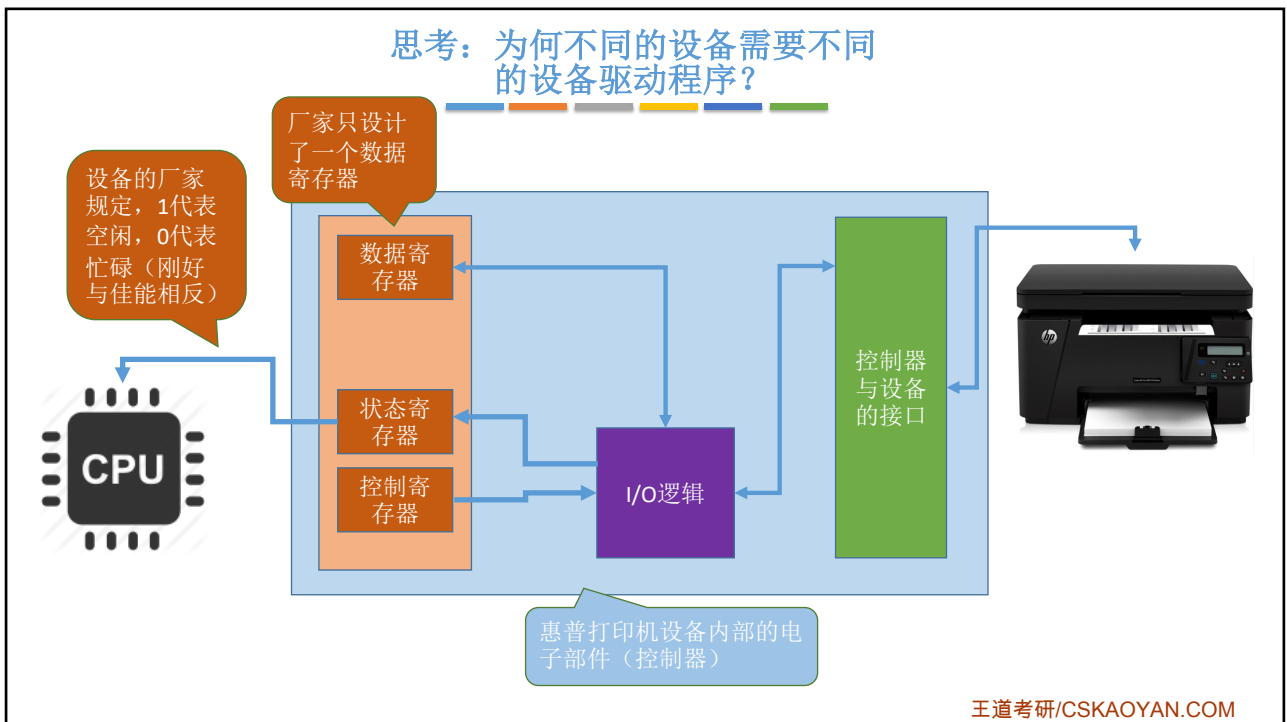 思考：为何不同的设备需要不同
的设备驱动程序？
厂家只设计
了一个数据
寄存器
设备的厂家
规定，1代表
空闲，0代表
忙碌（刚好
与佳能相反）
数据寄
存器
状态寄
存器
控制寄
存器
CPU
I/O逻辑
控制器
与设备
的接口
hp
惠普打印机设备内部的电
子部件（控制器）
王道考研/CSKAOYAN.COM